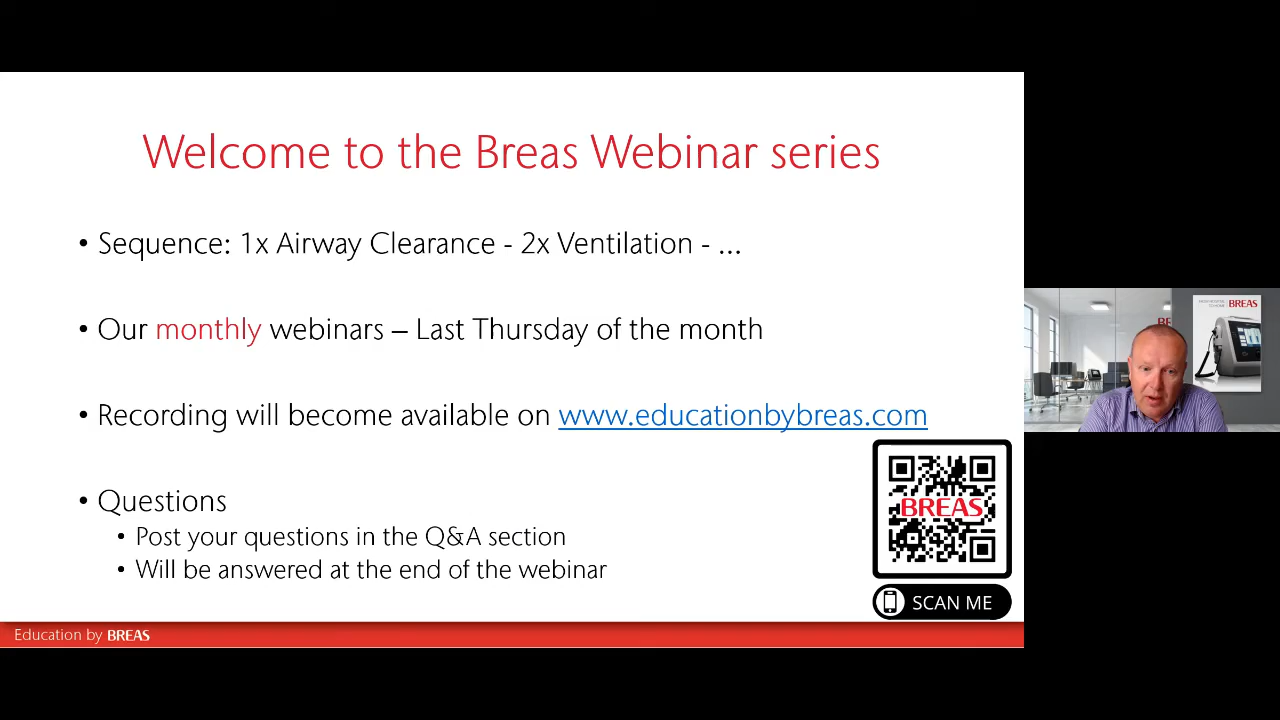 Welcome to the Breas Webinar series
• Sequence: 1x Airway Clearance - 2x Ventilation - ...
• Our monthly webinars – Last Thursday of the month
• Recording will become available on www.educationbybreas.com
• Questions
• Post your questions in the Q&A section
• Will be answered at the end of the webinar
BREAS
SCAN ME
Education by BREAS
BREAS